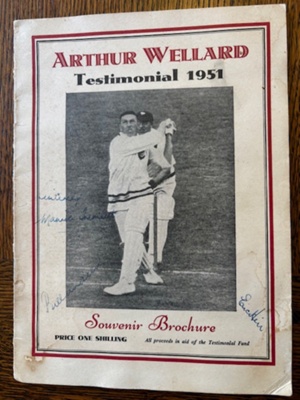 ARTHUR WELLARD
Testimonial 1951
Souvenir Brochure
PRICE ONE SHILLING
All proceeds in aid of the Testimonial Fund